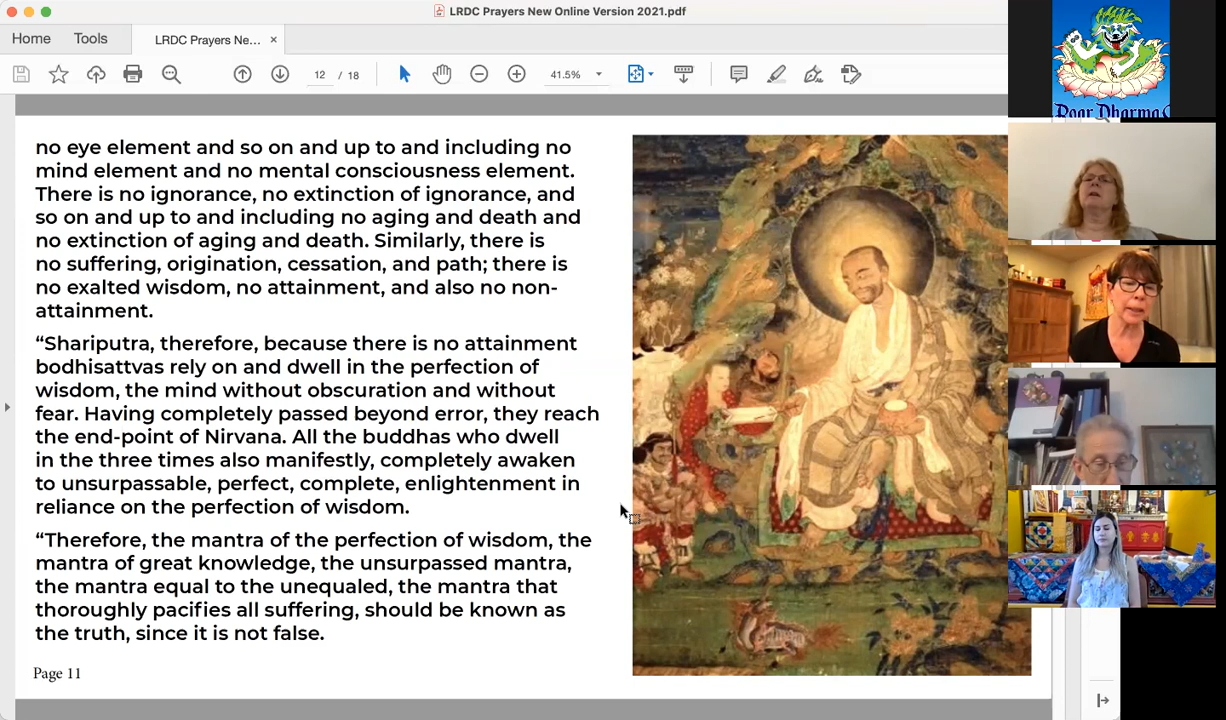 LRDC Prayers New Online Version 2021.pdf
Home Tools LRDC Prayers Ne... ×
12 / 18 41.5%
no eye element and so on and up to and including no
mind element and no mental consciousness element.
There is no ignorance, no extinction of ignorance, and
so on and up to and including no aging and death and
no extinction of aging and death. Similarly, there is
no suffering, origination, cessation, and path; there is
no exalted wisdom, no attainment, and also no non-
attainment.
“Shariputra, therefore, because there is no attainment
bodhisattvas rely on and dwell in the perfection of
wisdom, the mind without obscuration and without
fear. Having completely passed beyond error, they reach
the end-point of Nirvana. All the buddhas who dwell
in the three times also manifestly, completely awaken
to unsurpassable, perfect, complete, enlightenment in
reliance on the perfection of wisdom.
“Therefore, the mantra of the perfection of wisdom, the
mantra of great knowledge, the unsurpassed mantra,
the mantra equal to the unequaled, the mantra that
thoroughly pacifies all suffering, should be known as
the truth, since it is not false.
Page 11
Roar Dharma